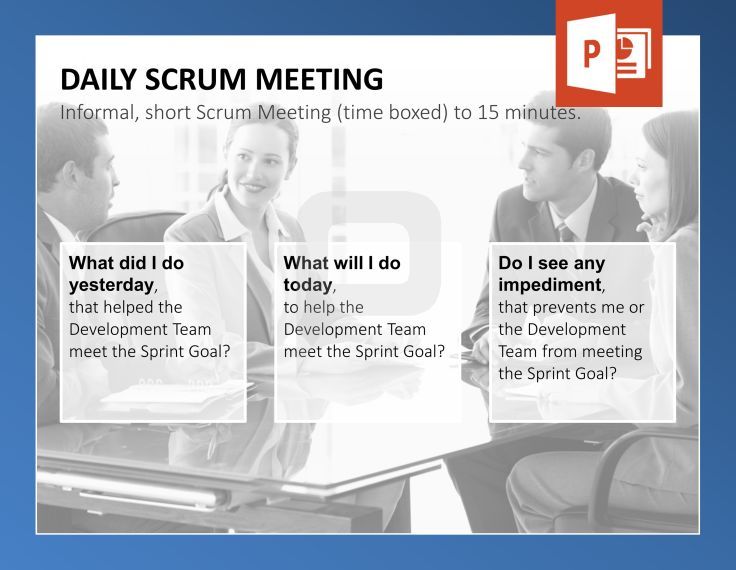 P
DAILY SCRUM MEETING
Informal, short Scrum Meeting (time boxed) to 15 minutes.
What did I do
yesterday,
that helped the
Development Team
meet the Sprint Goal?
What will I do
today,
to help the
Development Team
meet the Sprint Goal?
Do I see any
impediment,
that prevents me or
the Development
Team from meeting
the Sprint Goal?